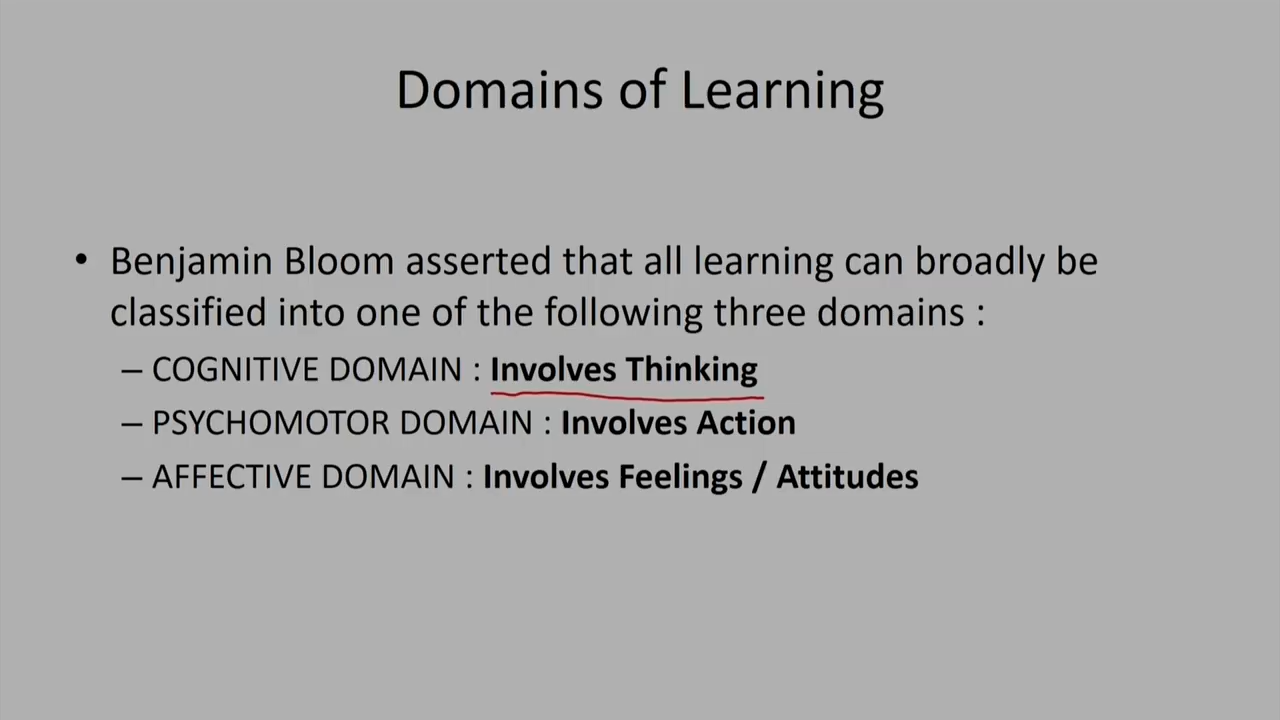 Domains of Learning
• Benjamin Bloom asserted that all learning can broadly be
classified into one of the following three domains :
– COGNITIVE DOMAIN : Involves Thinking
– PSYCHOMOTOR DOMAIN : Involves Action
– AFFECTIVE DOMAIN : Involves Feelings / Attitudes